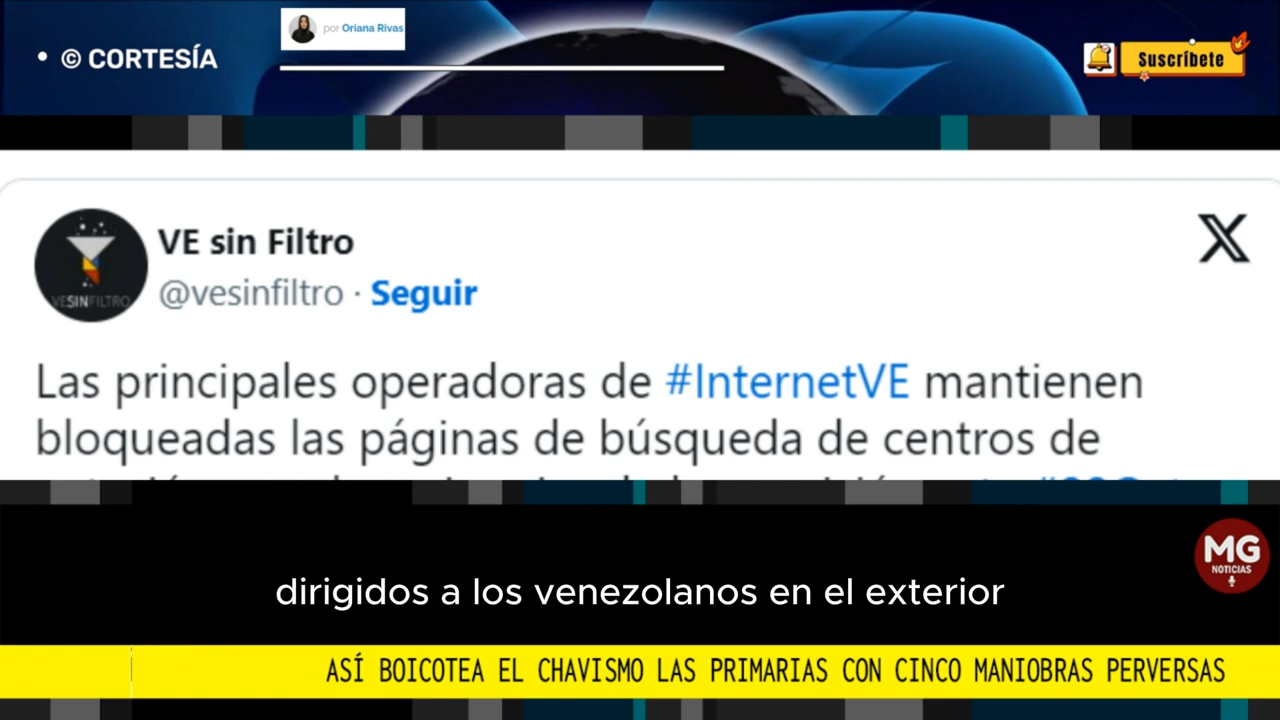 • © CORTESÍA
por Oriana Rivas
Suscríbete
VE sin Filtro
@vesinfiltro · Seguir
VESINFILTRO
Las principales operadoras de #InternetVE mantienen
bloqueadas las páginas de búsqueda de centros de
dirigidos a los venezolanos en el exterior
MG
NOTICIAS
ASÍ BOICOTEA EL CHAVISMO LAS PRIMARIAS CON CINCO MANIOBRAS PERVERSAS